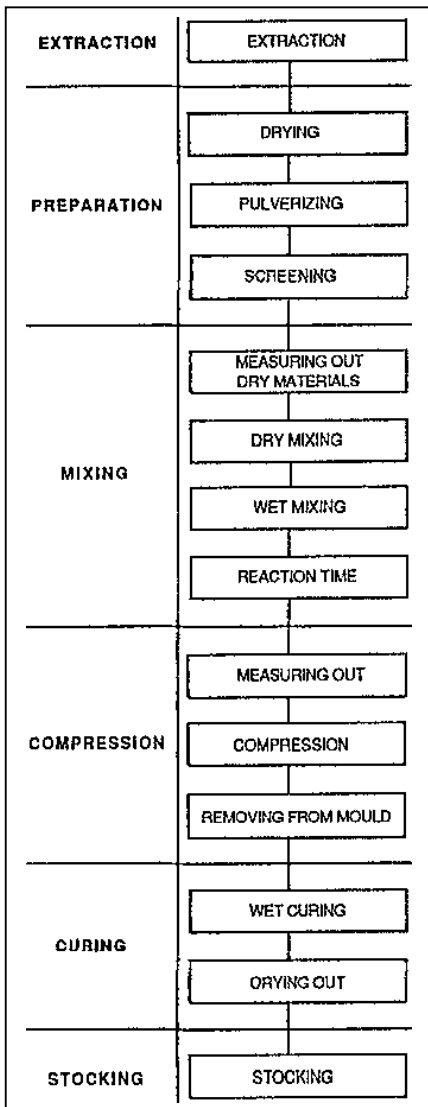 EXTRACTION
EXTRACTION
PREPARATION
DRYING
PULVERIZING
SCREENING
MIXING
MEASURING OUT
DRY MATERIALS
DRY MIXING
WET MIXING
REACTION TIME
COMPRESSION
MEASURING OUT
COMPRESSION
REMOVING FROM MOULD
CURING
WET CURING
ORYING OUT
STOCKING
STOCKING